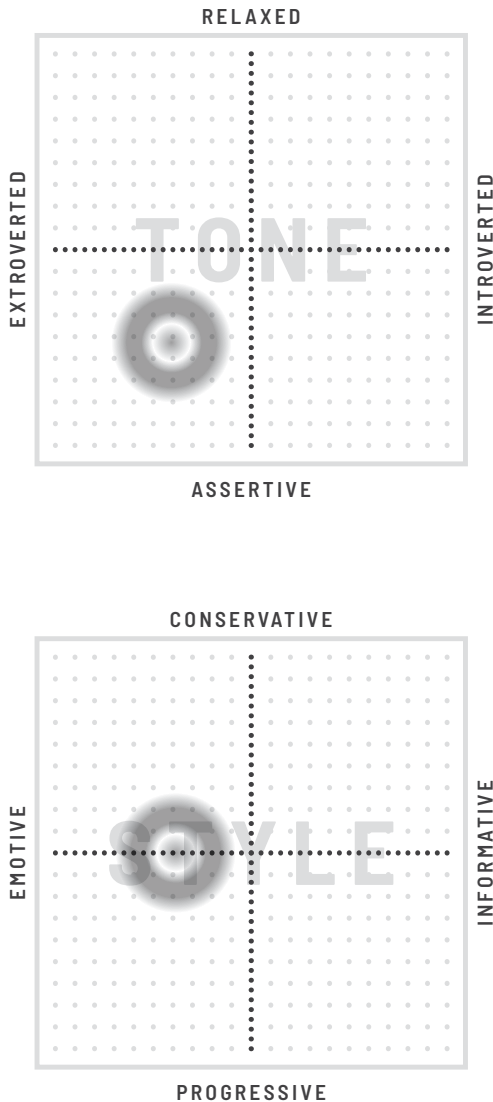 RELAXED
EXTROVERTED
TONE
INTROVERTED
ASSERTIVE
CONSERVATIVE
EMOTIVE
STYLE
INFORMATIVE
PROGRESSIVE